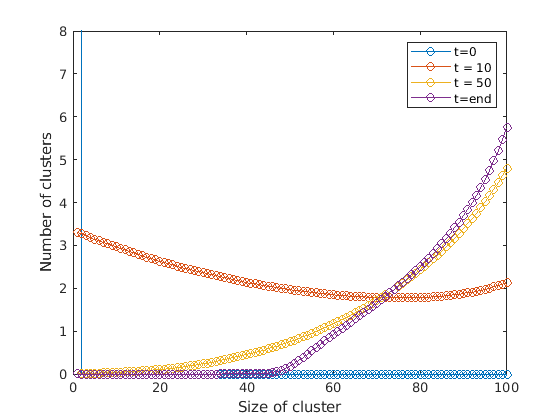 8
7
6
5
4
3
2
1
0
Number of clusters
t=0
t = 10
t = 50
t=end
0 20 40 60 80 100
Size of cluster